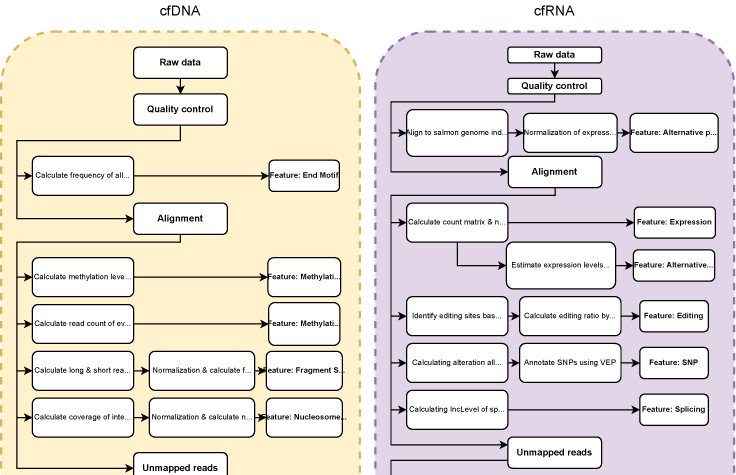 cfDNA
Raw data
Quality control
Calculate frequency of all...
Feature: End Motif
Alignment
Calculate methylation leve...
Feature: Methylati...
Calculate read count of ev...
Feature: Methylati...
Calculate long & short rea...
Normalization & calculate f...
Feature: Fragment S...
Calculate coverage of inte...
Normalization & calculate n...
Feature: Nucleosome...
Unmapped reads
cfRNA
Raw data
Quality control
Align to salmon genome ind...
Normalization of express...
Feature: Alternative p...
Alignment
Calculate count matrix & n...
Feature: Expression
Estimate expression levels...
Feature: Alternative...
Identify editing sites bas...
Calculate editing ratio by...
Feature: Editing
Calculating alteration all...
Annotate SNPs using VEP
Feature: SNP
Calculating IncLevel of sp...
Feature: Splicing
Unmapped reads